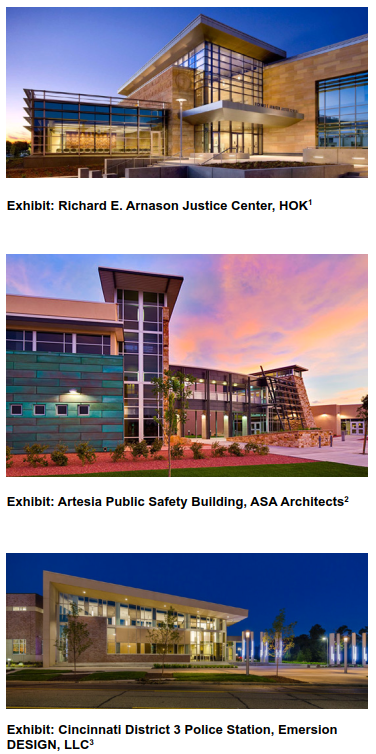 Exhibit: Richard E. Arnason Justice Center, HOK¹
Exhibit: Artesia Public Safety Building, ASA Architects²
Exhibit: Cincinnati District 3 Police Station, Emersion
DESIGN, LLC³